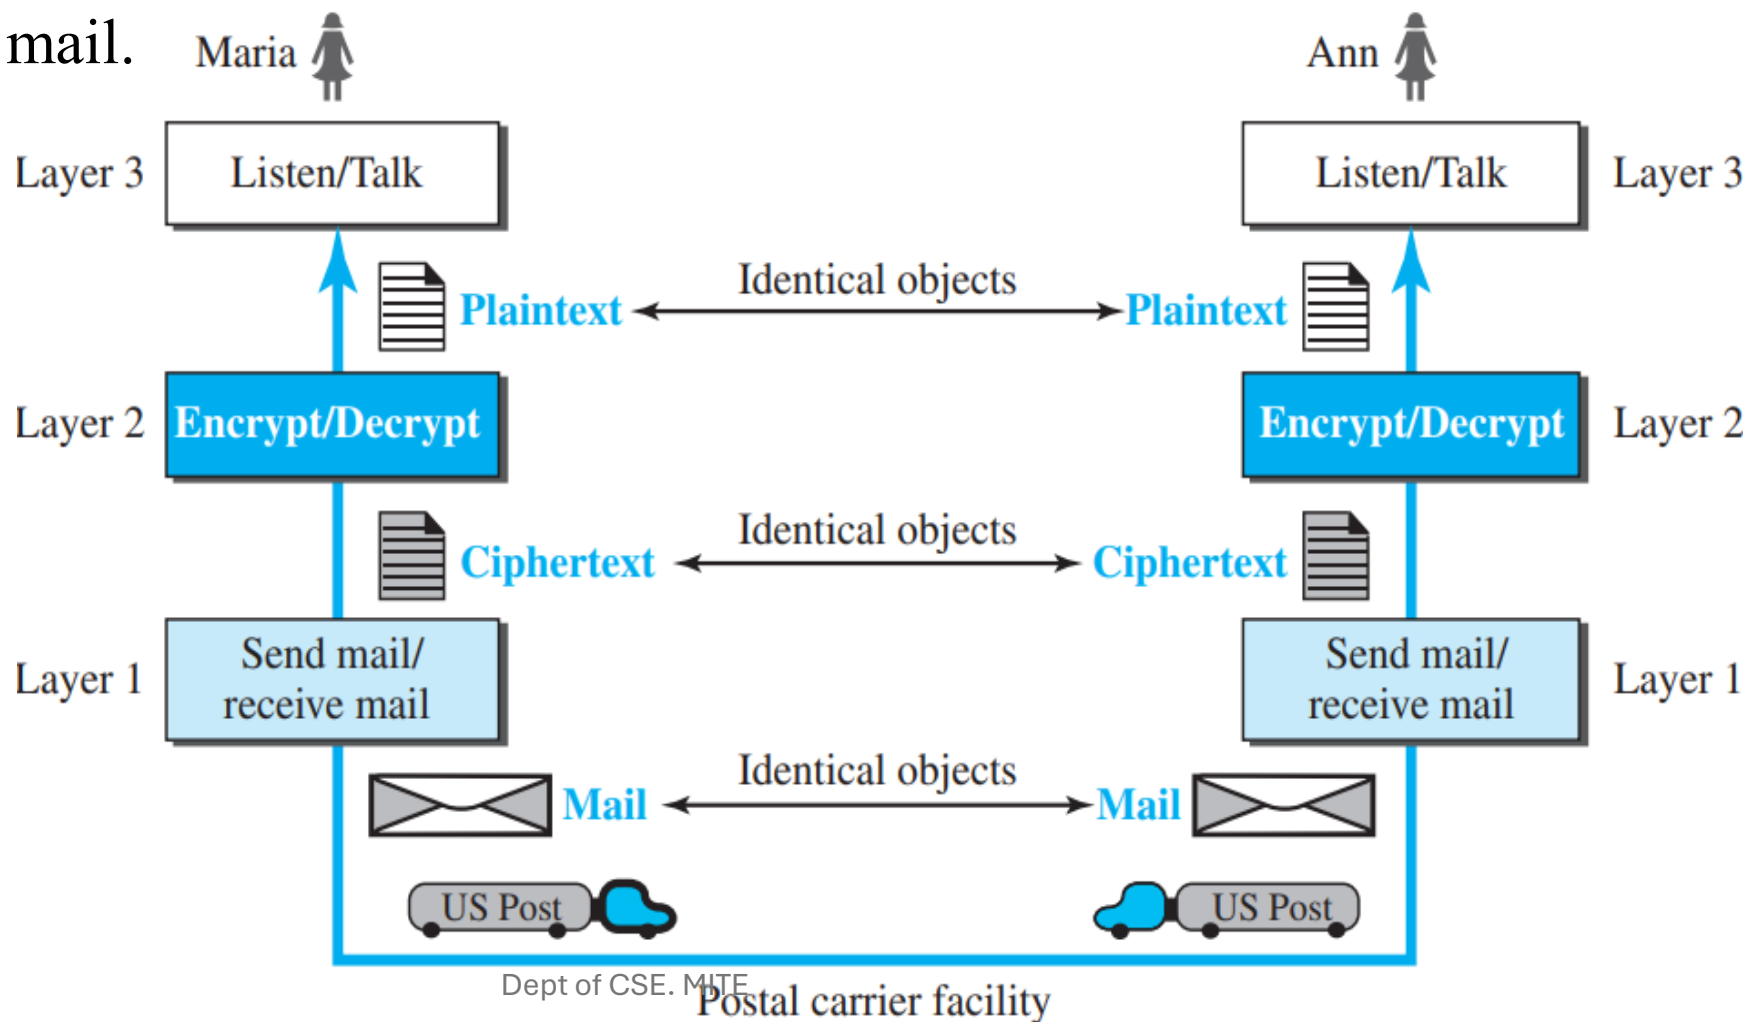 mail.
Maria
Ann
Layer 3
Listen/Talk
Listen/Talk
Layer 3
Identical objects
Plaintext
Plaintext
Layer 2
Encrypt/Decrypt
Encrypt/Decrypt
Layer 2
Identical objects
Ciphertext
Ciphertext
Layer 1
Send mail/
receive mail
Send mail/
receive mail
Layer 1
Identical objects
Mail
Mail
US Post
US Post
Dept of CSE. MITE
Postal carrier facility